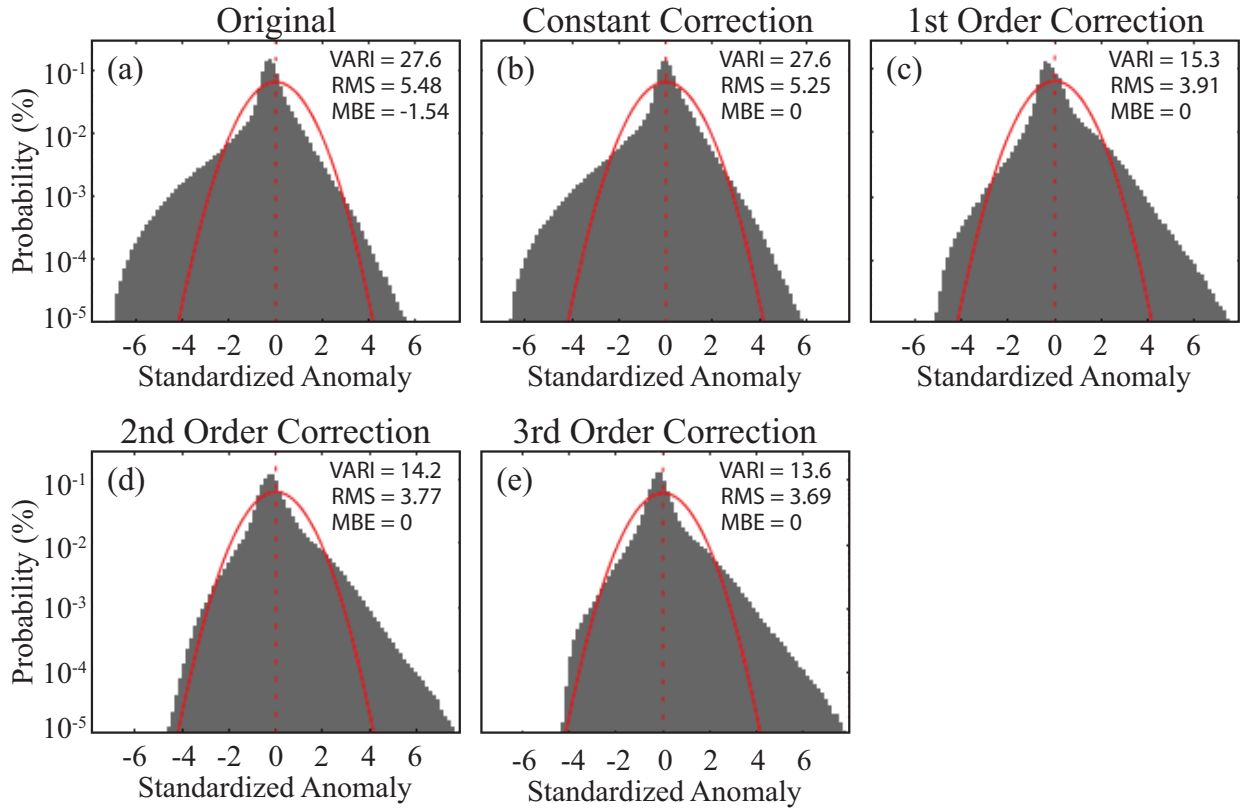 Original
(a)
VARI = 27.6
RMS = 5.48
MBE = -1.54
Probability (%)
10-1
10-2
10-3
10-4
10-5
-6 -4 -2 0 2 4 6
Standardized Anomaly
Constant Correction
(b)
VARI = 27.6
RMS = 5.25
MBE = 0
-6 -4 -2 0 2 4 6
Standardized Anomaly
1st Order Correction
(c)
VARI = 15.3
RMS = 3.91
MBE = 0
-6 -4 -2 0 2 4 6
Standardized Anomaly
2nd Order Correction
(d)
VARI = 14.2
RMS = 3.77
MBE = 0
Probability (%)
10-1
10-2
10-3
10-4
10-5
-6 -4 -2 0 2 4 6
Standardized Anomaly
3rd Order Correction
(e)
VARI = 13.6
RMS = 3.69
MBE = 0
-6 -4 -2 0 2 4 6
Standardized Anomaly